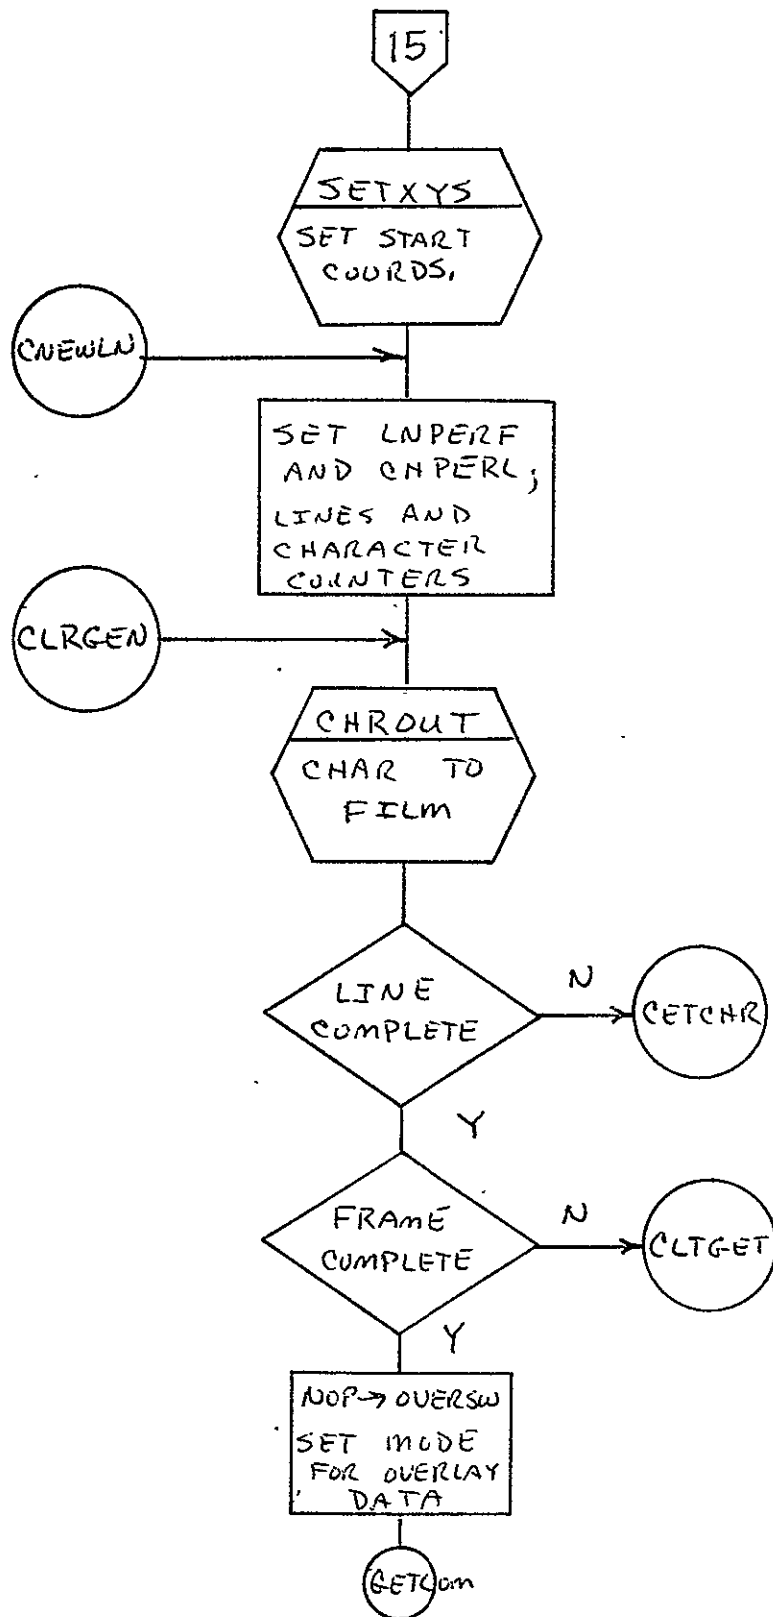 15
SETXYS
SET START
COORDS.
CNEWLN
SET LNPERF
AND CHPERL;
LINES AND
CHARACTER
COUNTERS
CLRGEN
CHROUT
CHAR TO
FILM
LINE
COMPLETE
N
CETCHR
Y
FRAME
COMPLETE
N
CLTGET
Y
NOP→OVERSW
SET MODE
FOR OVERLAY
DATA
GETCom